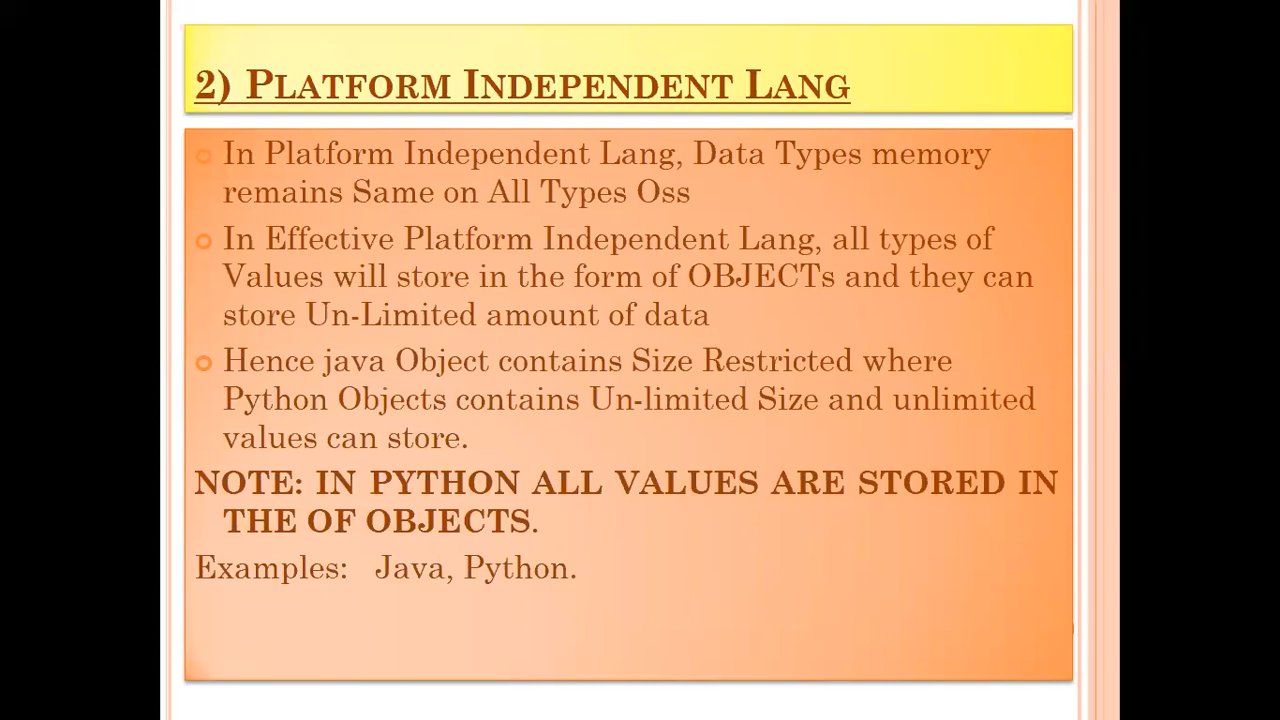 2) Platform Independent Lang
In Platform Independent Lang, Data Types memory
remains Same on All Types Oss
In Effective Platform Independent Lang, all types of
Values will store in the form of OBJECTs and they can
store Un-Limited amount of data
Hence java Object contains Size Restricted where
Python Objects contains Un-limited Size and unlimited
values can store.
NOTE: IN PYTHON ALL VALUES ARE STORED IN
THE OF OBJECTS.
Examples: Java, Python.